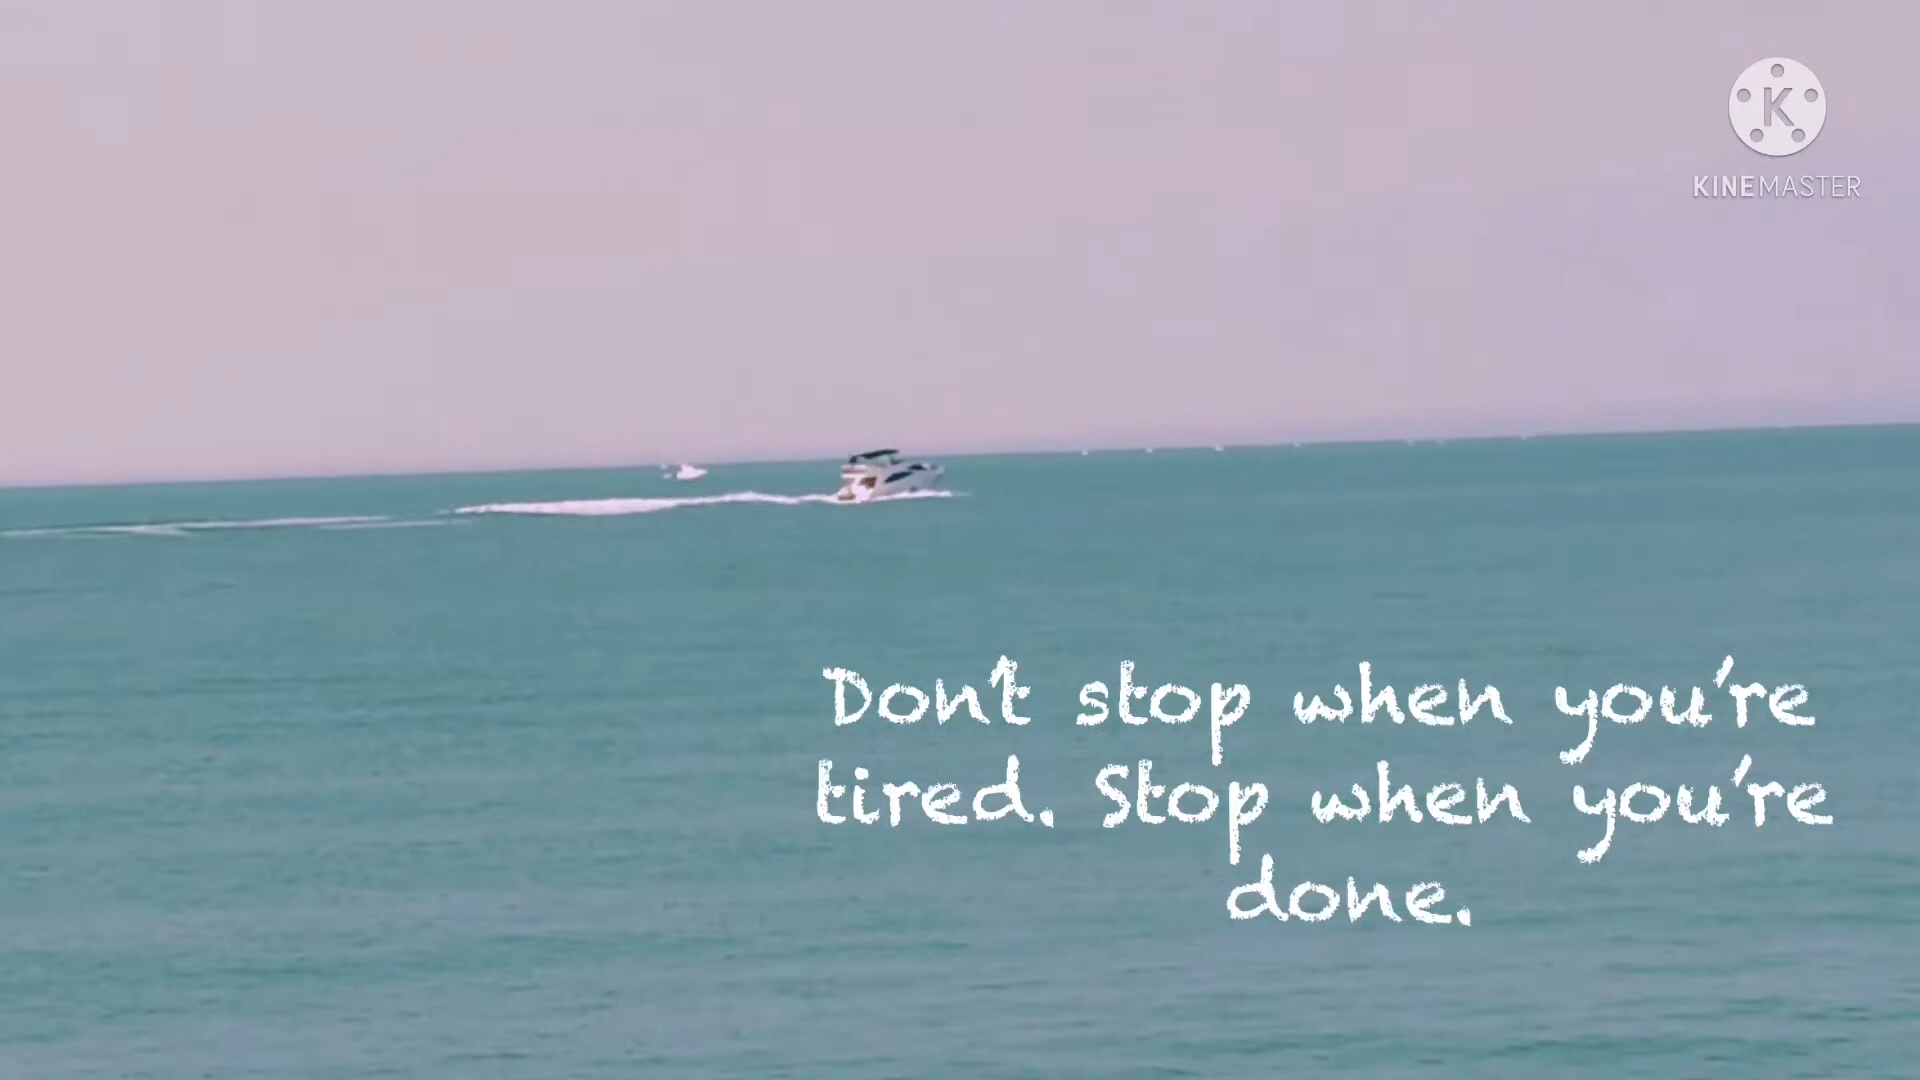 K
KINEMASTER
Don't stop when you're
tired. Stop when you're
done.